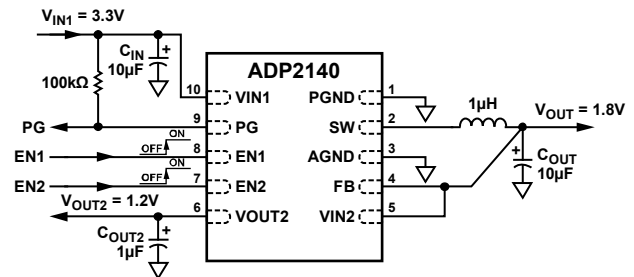 V_IN1 = 3.3V
C_IN
10µF
100kΩ
ADP2140
10 VIN1
PGND 1
1µH
V_OUT = 1.8V
PG
9 PG
SW 2
ON
OFF
EN1
8 EN1
AGND 3
C_OUT
10µF
ON
OFF
EN2
7 EN2
FB 4
V_OUT2 = 1.2V
6 VOUT2
VIN2 5
C_OUT2
1µF